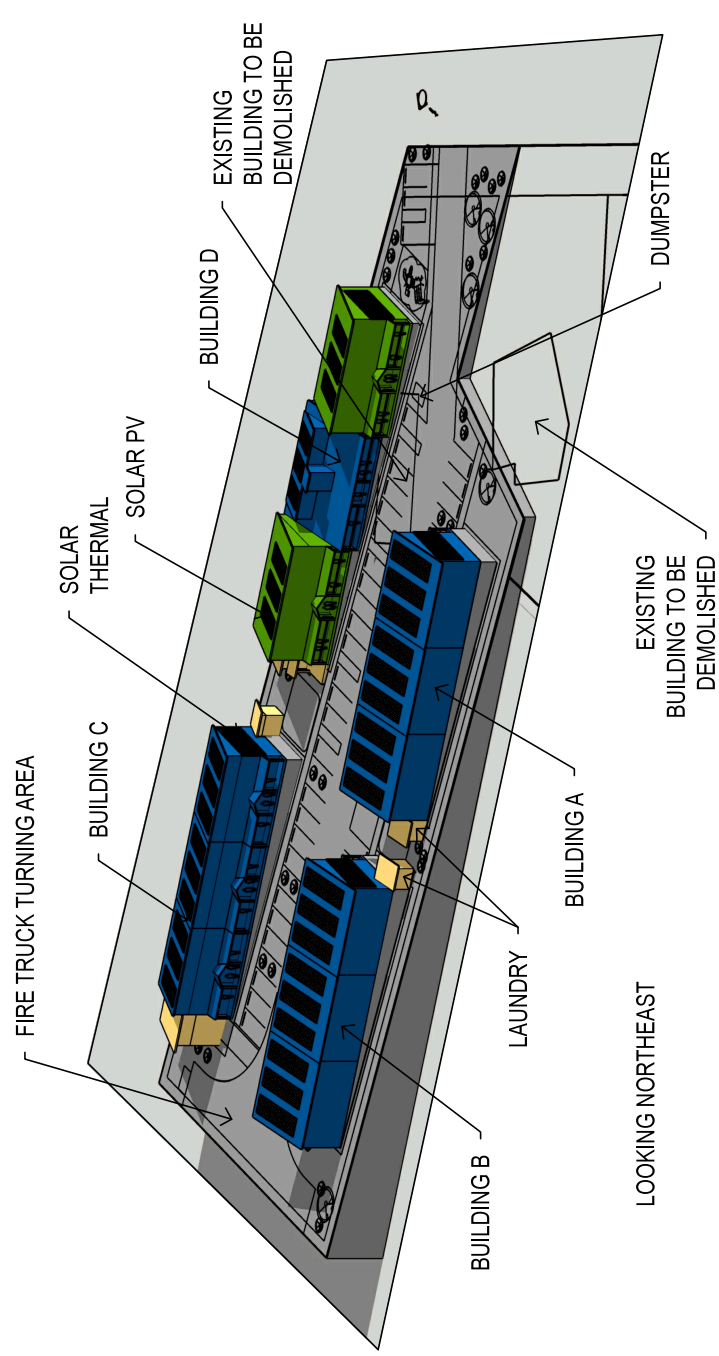 FIRE TRUCK TURNING AREA
BUILDING C
SOLAR
THERMAL
SOLAR PV
BUILDING D
EXISTING
BUILDING TO BE
DEMOLISHED
BUILDING B
LAUNDRY
BUILDING A
EXISTING
BUILDING TO BE
DEMOLISHED
DUMPSTER
LOOKING NORTHEAST